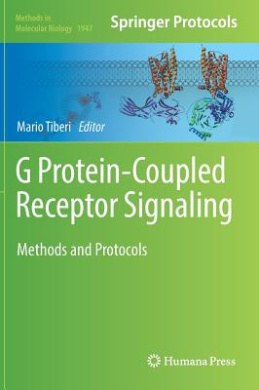 Methods in
Molecular Biology 1947
Springer Protocols
Mario Tiberi Editor
G Protein-Coupled
Receptor Signaling
Methods and Protocols
Humana Press